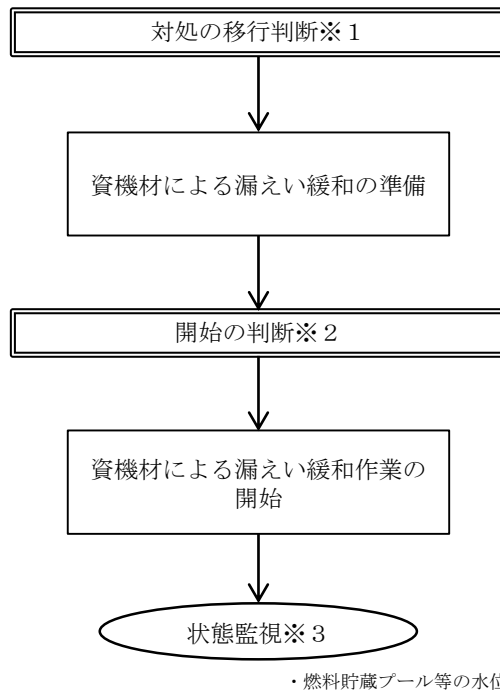 対処の移行判断※１
資機材による漏えい緩和の準備
開始の判断※２
資機材による漏えい緩和作業の
開始
状態監視※３
・燃料貯蔵プール等の水位